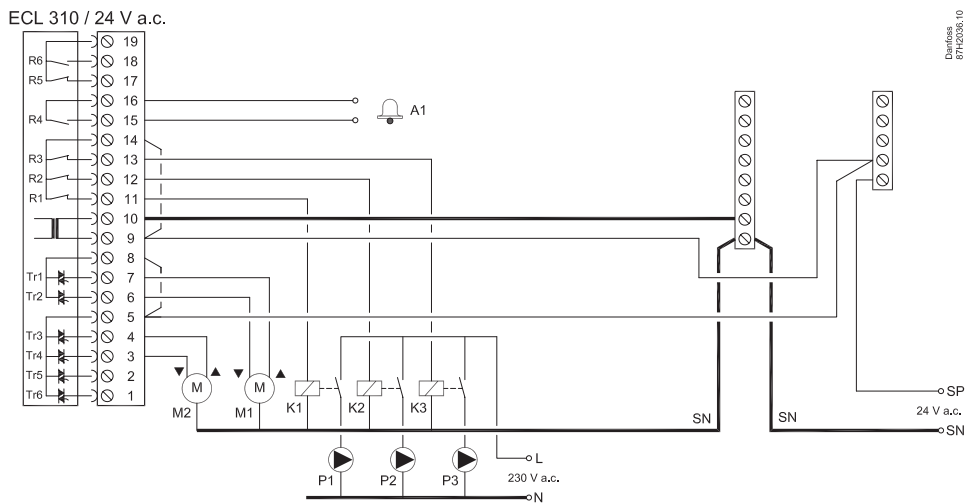 ECL 310 / 24 V a.c.
Danfoss
87H2036.10
19
R6 18
R5 17
16
A1
R4 15
14
R3 13
R2 12
R1 11
10
9
8
Tr1 7
Tr2 6
5
Tr3 4
Tr4 3
Tr5 2
Tr6 1
M M
M2 M1 K1 K2 K3
SP
24 V a.c.
SN SN SN
P1 P2 P3
L
230 V a.c.
N